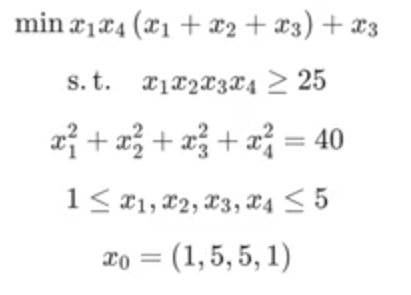 min x₁x₄ (x₁ + x₂ + x₃) + x₃
s. t. x₁x₂x₃x₄ ≥ 25
x₁² + x₂² + x₃² + x₄² = 40
1 ≤ x₁, x₂, x₃, x₄ ≤ 5
x₀ = (1, 5, 5, 1)